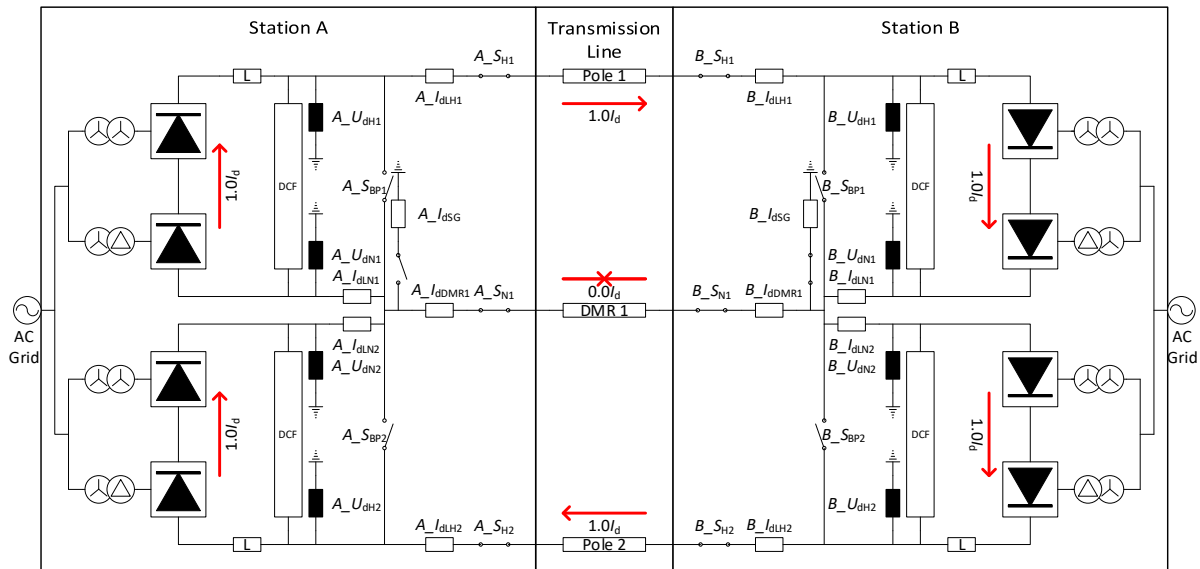 Station A
Transmission
Line
Station B
L
A_IdLH1
A_SH1
Pole 1
1.0Id
B_SH1
B_IdLH1
L
A_UdH1
B_UdH1
1.0Id
DCF
A_SBP1
A_IdSG
B_IdSG
B_SBP1
DCF
1.0Id
A_UdN1
A_IdLN1
B_UdN1
B_IdLN1
A_IdDMR1
A_SN1
0.0Id
DMR 1
B_SN1
B_IdDMR1
AC
Grid
AC
Grid
A_IdLN2
A_UdN2
B_IdLN2
B_UdN2
1.0Id
DCF
A_SBP2
B_SBP2
DCF
1.0Id
A_UdH2
B_UdH2
L
A_IdLH2
A_SH2
1.0Id
Pole 2
B_SH2
B_IdLH2
L